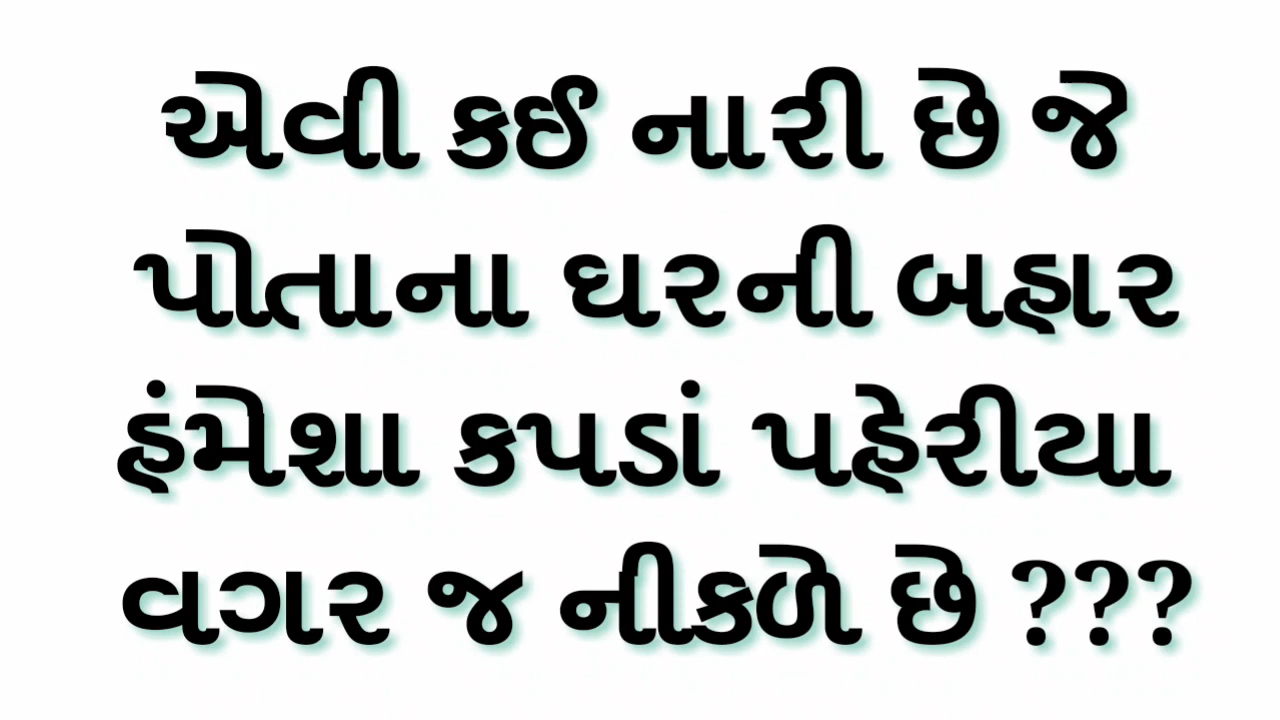 એવી કઈ નારી છે જે
પોતાના ઘરની બહાર
હંમેશા કપડાં પહેરીયા
વગર જ નીકળે છે ???